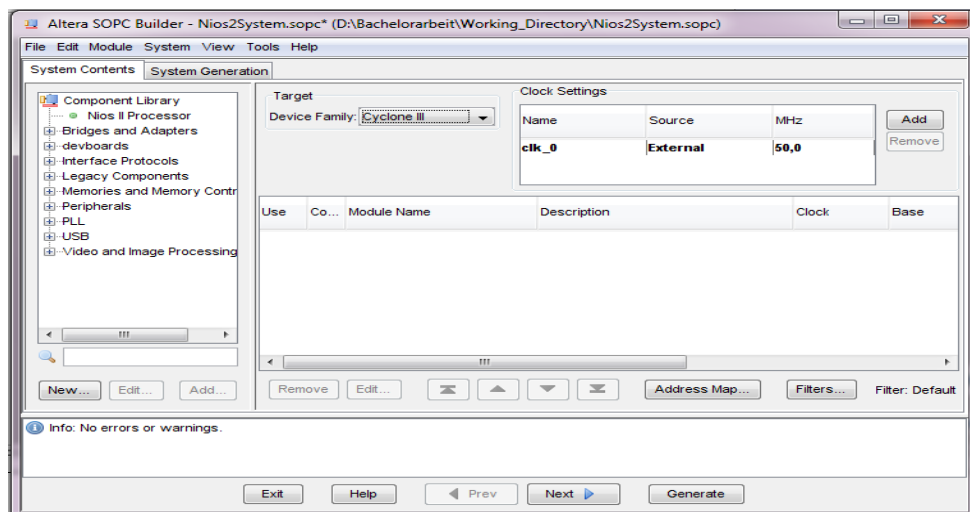 Altera SOPC Builder - Nios2System.sopc* (D:\Bachelorarbeit\Working_Directory\Nios2System.sopc)
File Edit Module System View Tools Help
System Contents System Generation
Component Library
Nios II Processor
Bridges and Adapters
devboards
Interface Protocols
Legacy Components
Memories and Memory Contr
Peripherals
PLL
USB
Video and Image Processing
New... Edit... Add...
Target
Device Family: Cyclone III
Clock Settings
Name Source MHz
clk_0 External 50,0
Add
Remove
Use Co... Module Name Description Clock Base
Remove Edit... Address Map... Filters... Filter: Default
Info: No errors or warnings.
Exit Help Prev Next Generate